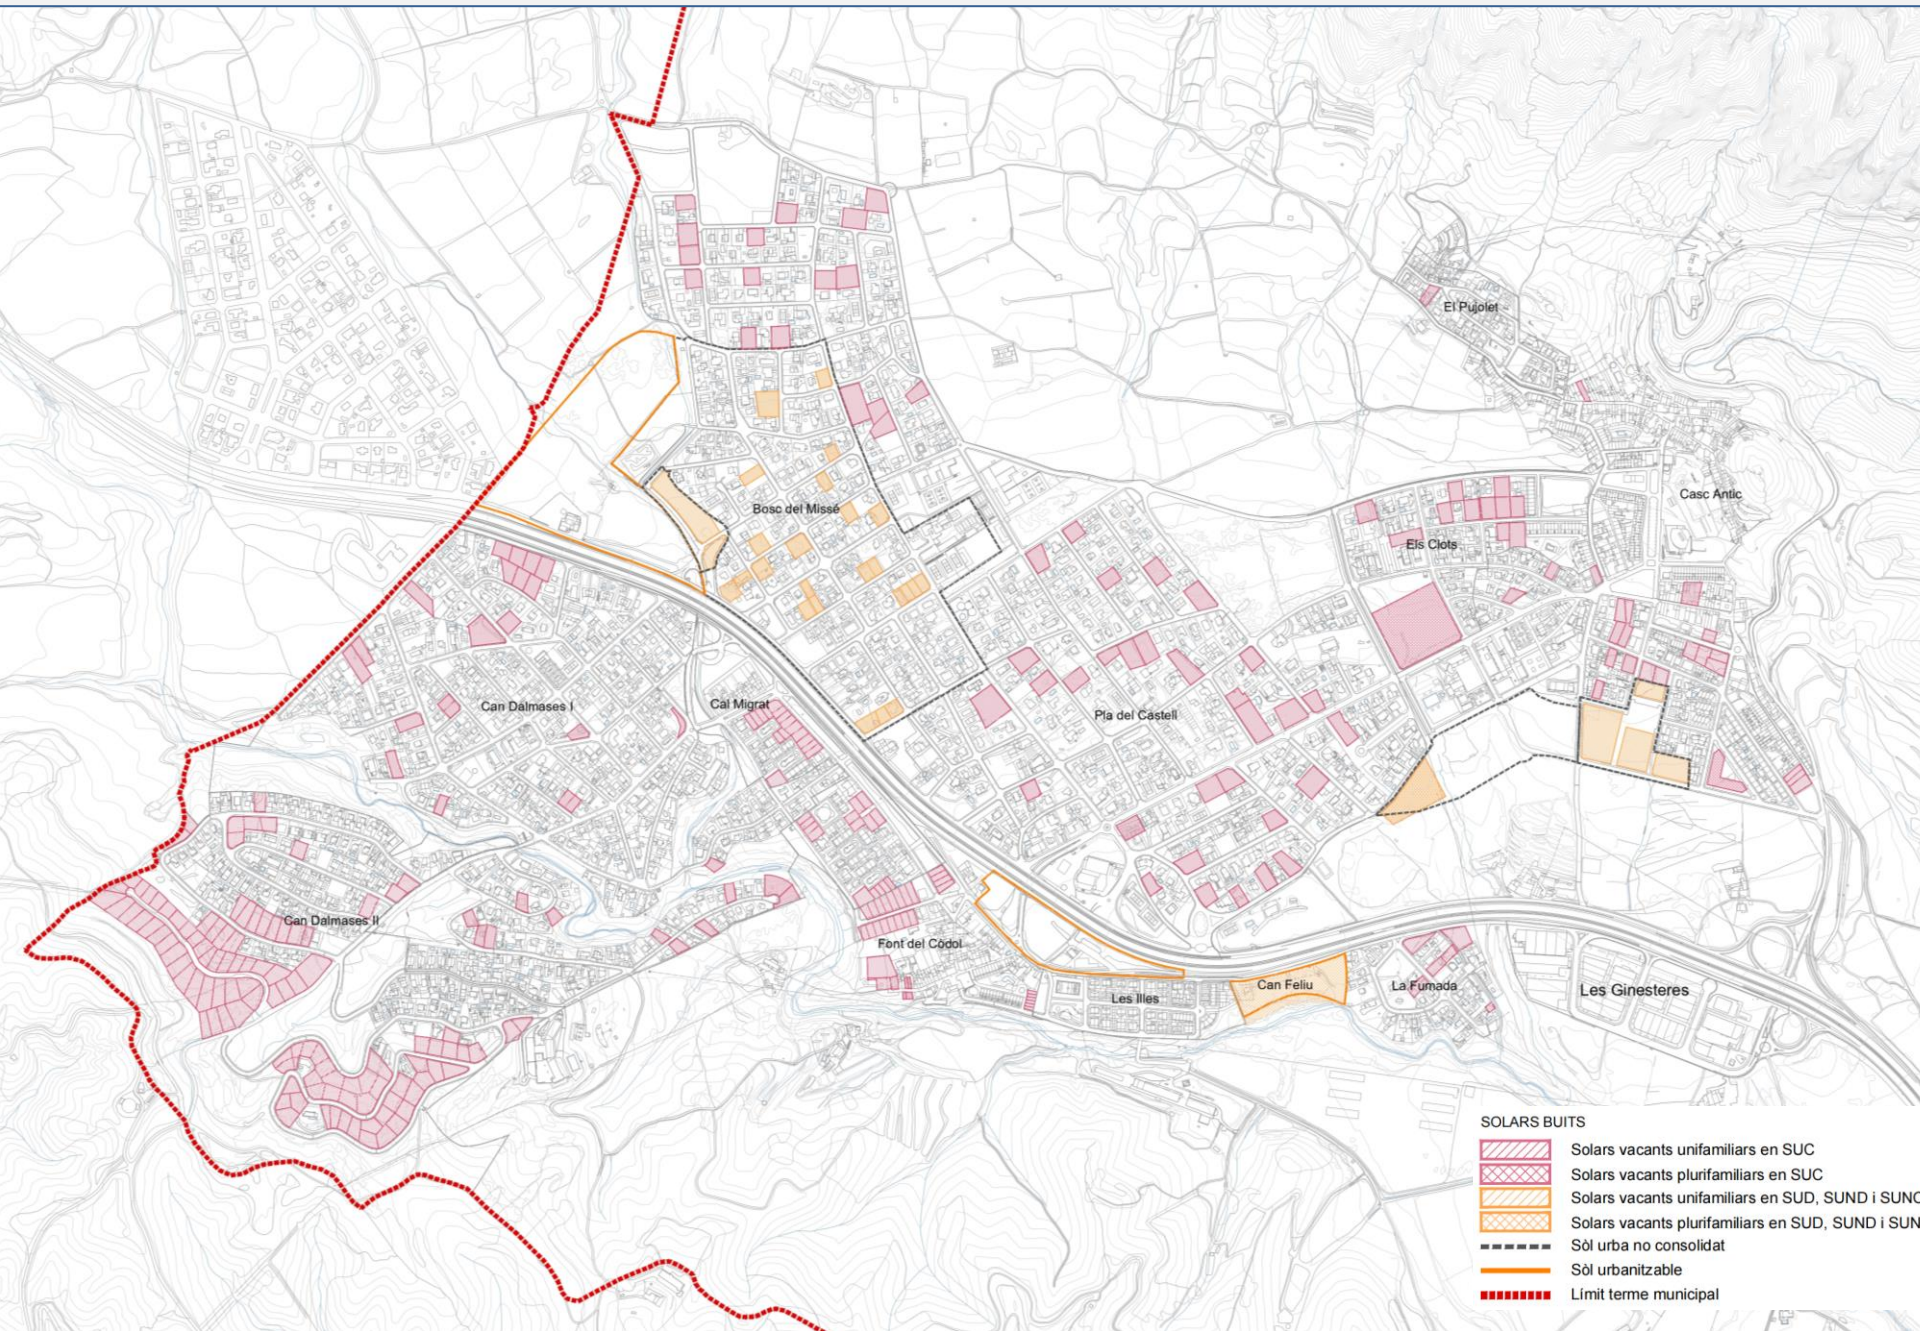 El Pujolet
Casc Antic
Bosc del Missé
Els Clots
Can Dalmases I
Cal Migrat
Pla del Castell
Can Dalmases II
Font del Còdol
Les Illes
Can Feliu
La Fumada
Les Ginesteres
SOLARS BUITS
Solars vacants unifamiliars en SUC
Solars vacants plurifamiliars en SUC
Solars vacants unifamiliars en SUD, SUND i SUNC
Solars vacants plurifamiliars en SUD, SUND i SUN
Sòl urba no consolidat
Sòl urbanitzable
Límit terme municipal